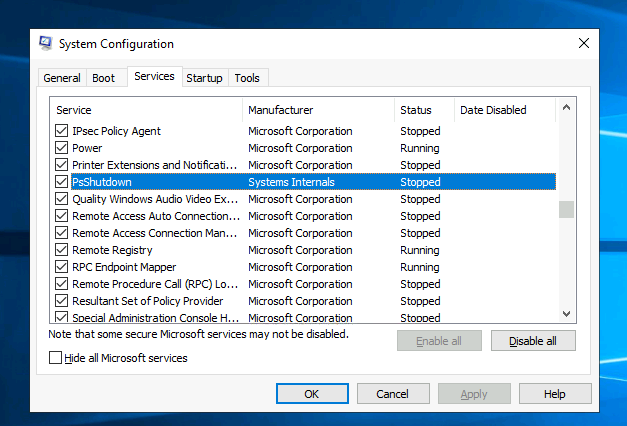 System Configuration
General Boot Services Startup Tools
Service Manufacturer Status Date Disabled
IPsec Policy Agent Microsoft Corporation Stopped
Power Microsoft Corporation Running
Printer Extensions and Notificati... Microsoft Corporation Stopped
PsShutdown Systems Internals Stopped
Quality Windows Audio Video Ex... Microsoft Corporation Stopped
Remote Access Auto Connection... Microsoft Corporation Stopped
Remote Access Connection Man... Microsoft Corporation Stopped
Remote Registry Microsoft Corporation Running
RPC Endpoint Mapper Microsoft Corporation Running
Remote Procedure Call (RPC) Lo... Microsoft Corporation Stopped
Resultant Set of Policy Provider Microsoft Corporation Stopped
Special Administration Console H... Microsoft Corporation Stopped
Note that some secure Microsoft services may not be disabled.
Enable all Disable all
Hide all Microsoft services
OK Cancel Apply Help